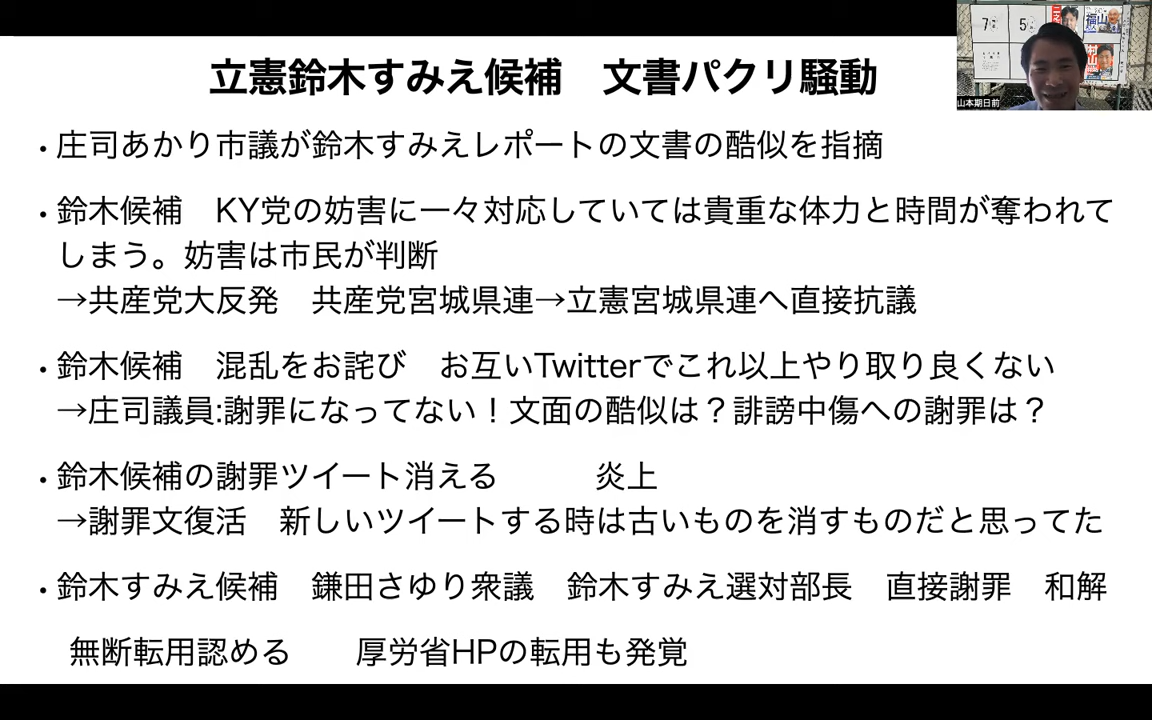 立憲鈴木すみえ候補　文書パクリ騒動
・庄司あかり市議が鈴木すみえレポートの文書の酷似を指摘
・鈴木候補　KY党の妨害に一々対応していては貴重な体力と時間が奪われて
しまう。妨害は市民が判断
→共産党大反発　共産党宮城県連→立憲宮城県連へ直接抗議
・鈴木候補　混乱をお詫び　お互いTwitterでこれ以上やり取り良くない
→庄司議員:謝罪になってない！文面の酷似は？誹謗中傷への謝罪は？
・鈴木候補の謝罪ツイート消える　　　炎上
→謝罪文復活　新しいツイートする時は古いものを消すものだと思ってた
・鈴木すみえ候補　鎌田さゆり衆議　鈴木すみえ選対部長　直接謝罪　和解
無断転用認める　　厚労省HPの転用も発覚
7
5
福山
山本期日前